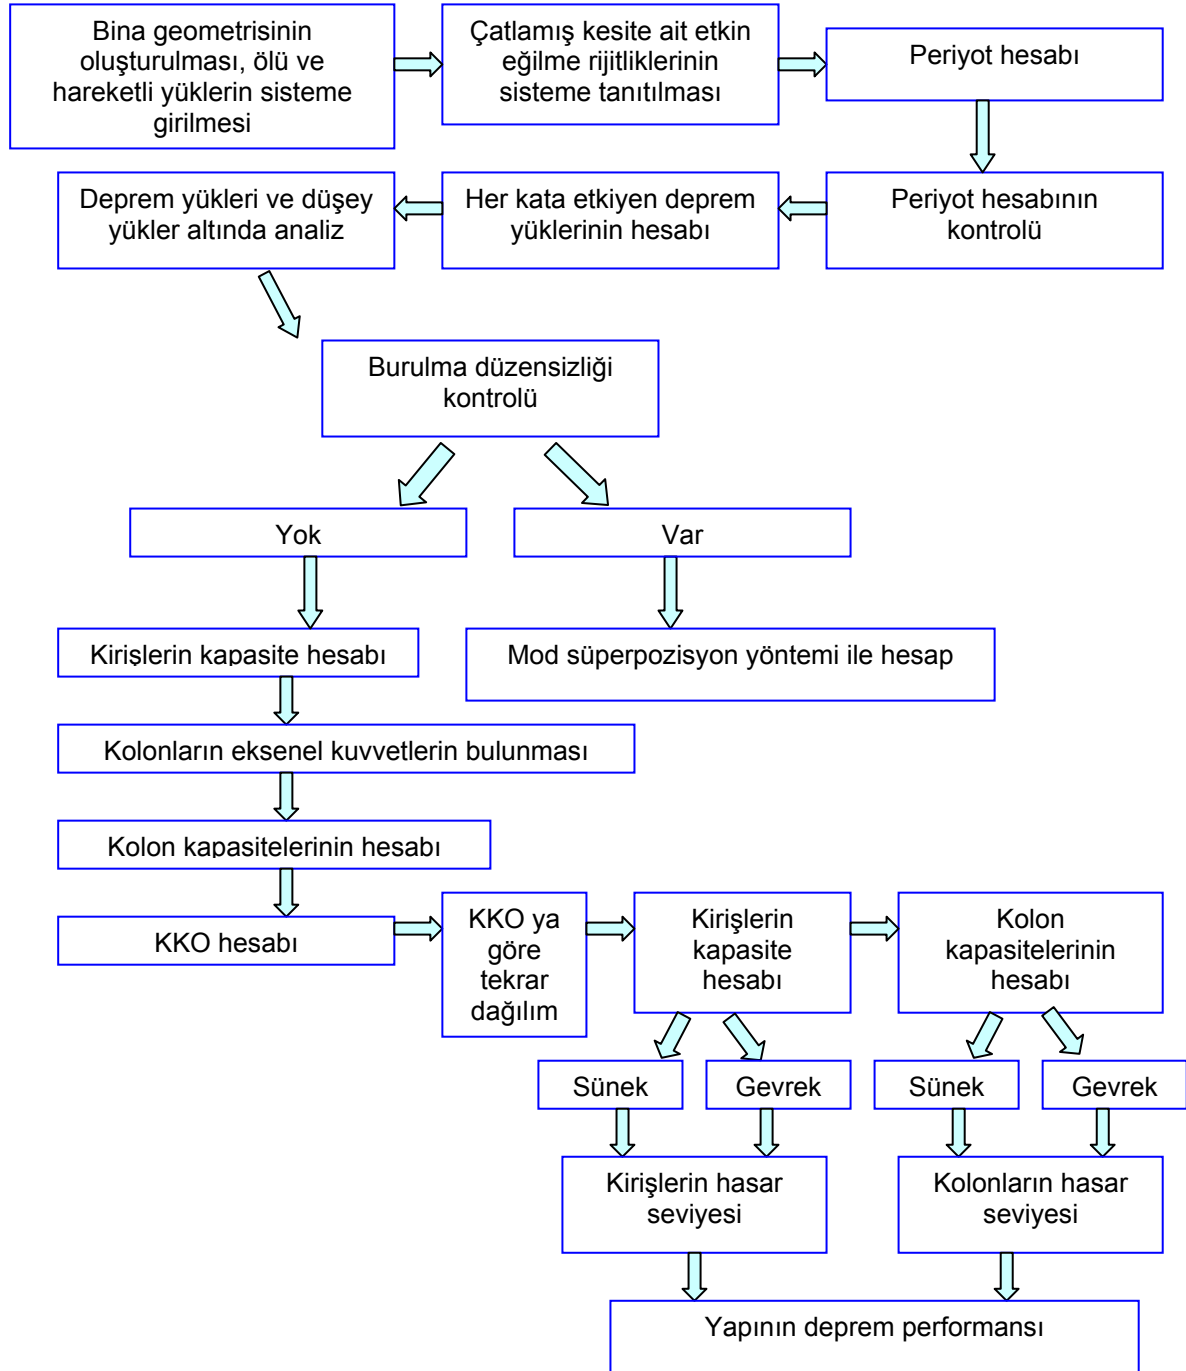 Bina geometrisinin
oluşturulması, ölü ve
hareketli yüklerin sisteme
girilmesi
Çatlamış kesite ait etkin
eğilme rijitliklerinin
sisteme tanıtılması
Periyot hesabı
Deprem yükleri ve düşey
yükler altında analiz
Her kata etkiyen deprem
yüklerinin hesabı
Periyot hesabının
kontrolü
Burulma düzensizliği
kontrolü
Yok
Var
Kirişlerin kapasite hesabı
Mod süperpozisyon yöntemi ile hesap
Kolonların eksenel kuvvetlerin bulunması
Kolon kapasitelerinin hesabı
KKO hesabı
KKO ya
göre
tekrar
dağılım
Kirişlerin
kapasite
hesabı
Kolon
kapasitelerinin
hesabı
Sünek
Gevrek
Sünek
Gevrek
Kirişlerin hasar
seviyesi
Kolonların hasar
seviyesi
Yapının deprem performansı